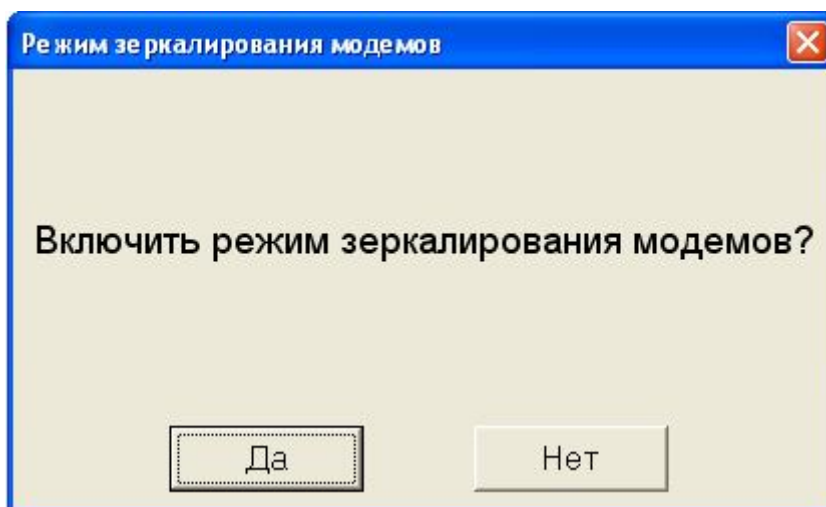 Режим зеркалирования модемов
Включить режим зеркалирования модемов?
Да
Нет